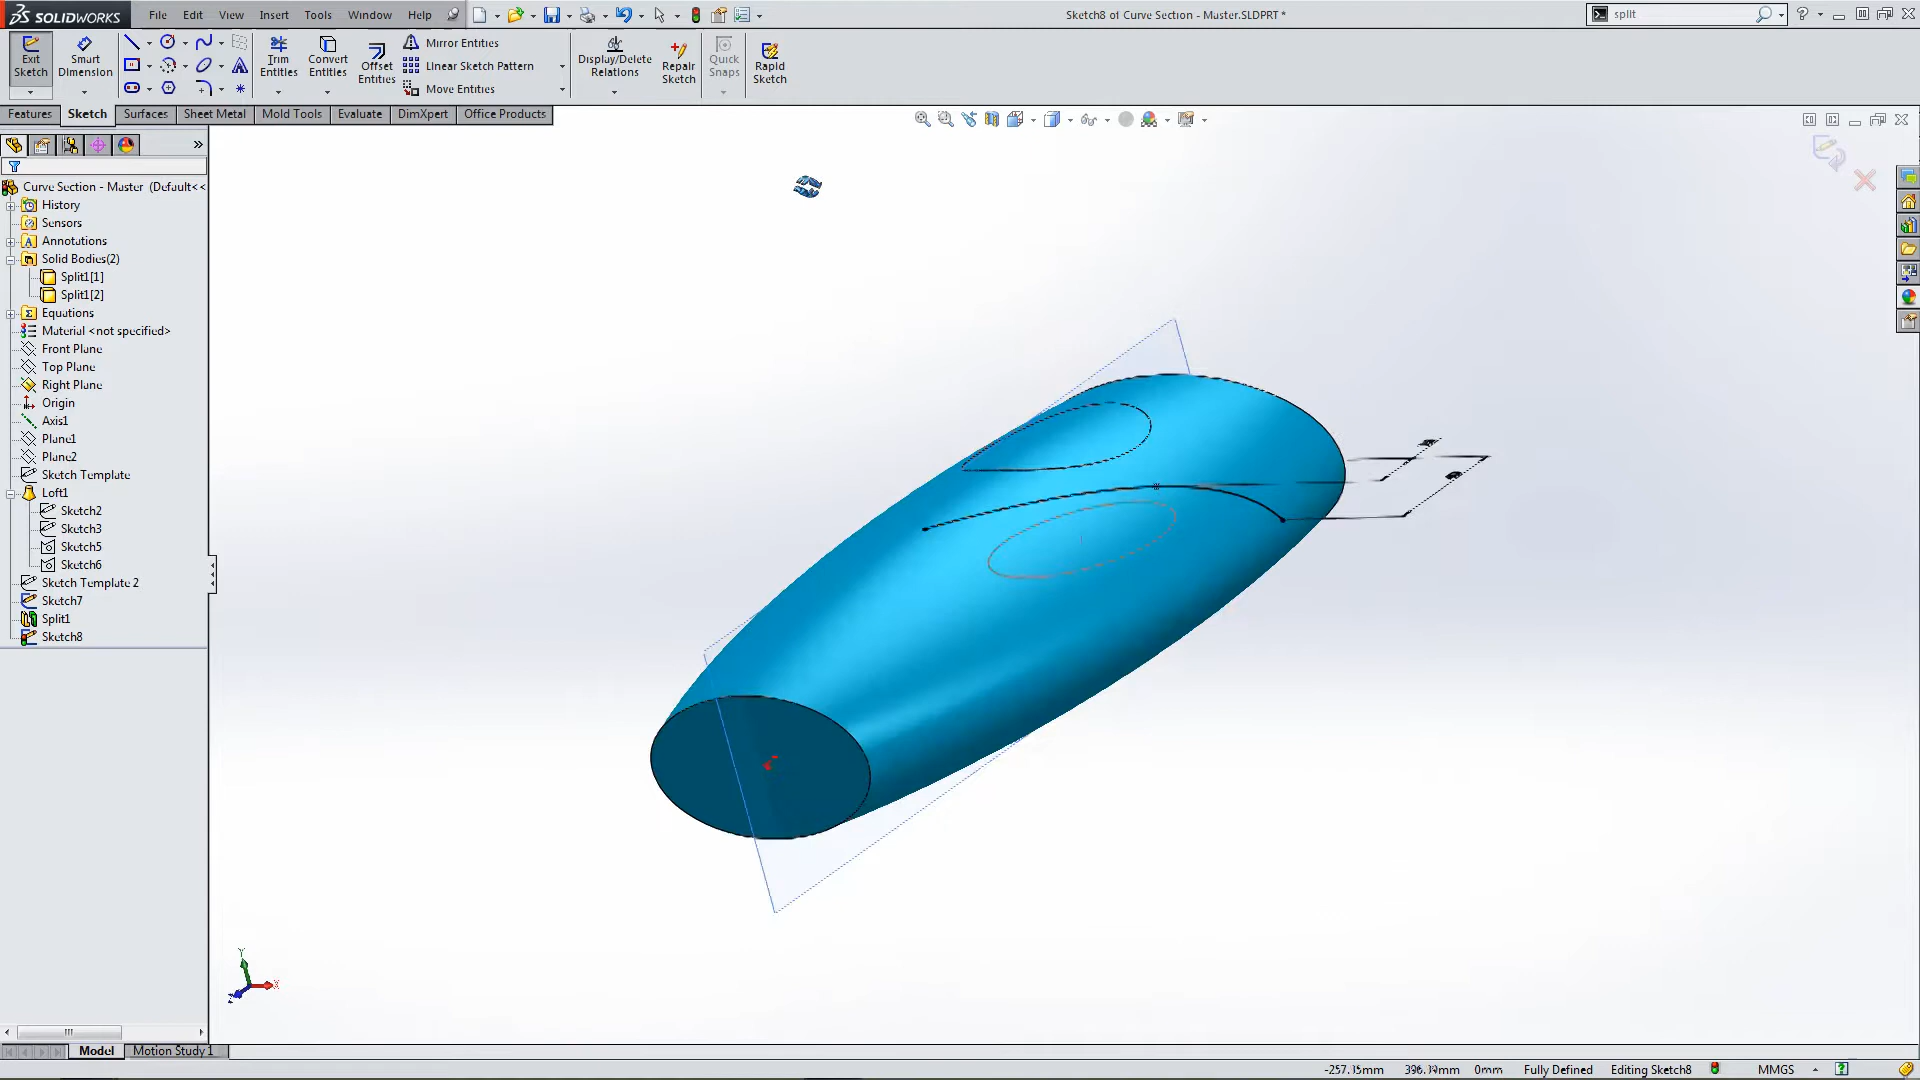 SOLIDWORKS
File Edit View Insert Tools Window Help
Sketch8 of Curve Section - Master.SLDPRT *
split
Exit Sketch
Smart Dimension
Trim Entities
Convert Entities
Offset Entities
Mirror Entities
Linear Sketch Pattern
Move Entities
Display/Delete Relations
Repair Sketch
Quick Snaps
Rapid Sketch
Features Sketch Surfaces Sheet Metal Mold Tools Evaluate DimXpert Office Products
Curve Section - Master (Default<<
History
Sensors
Annotations
Solid Bodies(2)
Split1[1]
Split1[2]
Equations
Material <not specified>
Front Plane
Top Plane
Right Plane
Origin
Axis1
Plane1
Plane2
Sketch Template
Loft1
Sketch2
Sketch3
Sketch5
Sketch6
Sketch Template 2
Sketch7
Split1
Sketch8
Y
X
Z
Model Motion Study 1
-257.15mm 396.19mm 0mm Fully Defined Editing Sketch8 MMGS